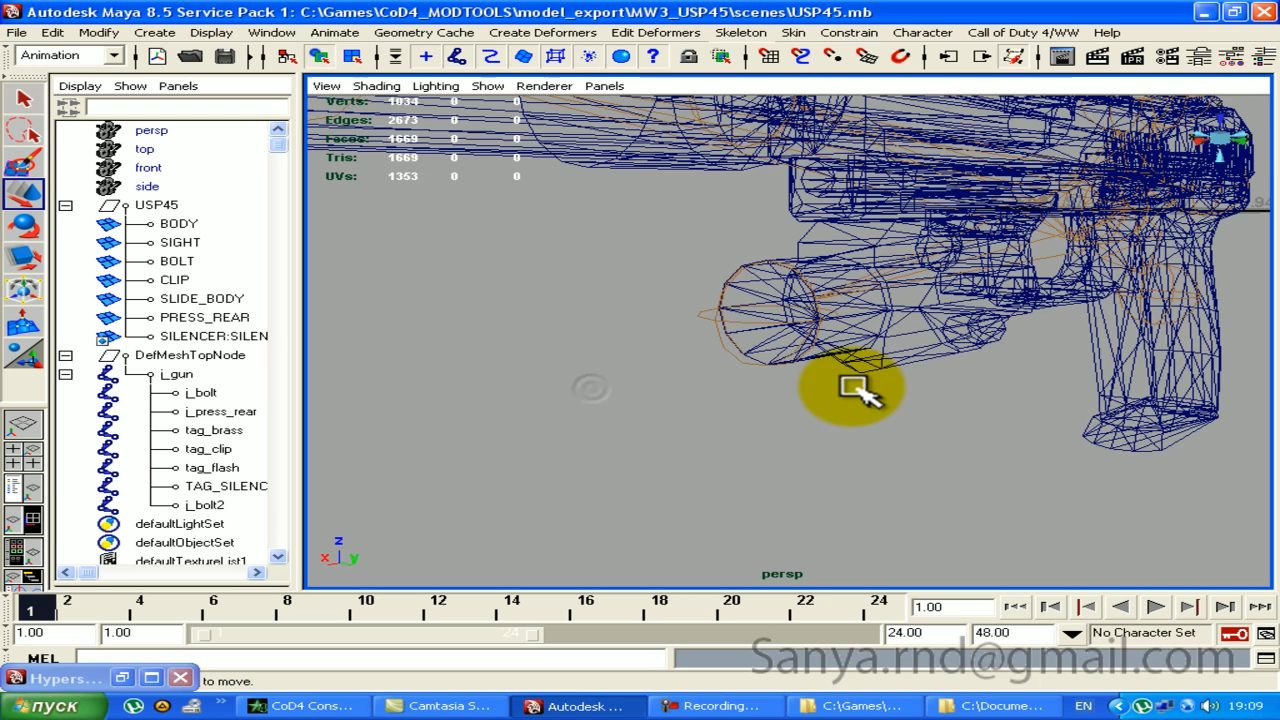 Autodesk Maya 8.5 Service Pack 1: C:\Games\CoD4_MODTOOLS\model_export\MW3_USP45\scenes\USP45.mb
File Edit Modify Create Display Window Animate Geometry Cache Create Deformers Edit Deformers Skeleton Skin Constrain Character Call of Duty 4/WW Help
Animation
Display Show Panels
View Shading Lighting Show Renderer Panels
Verts: 1034 0 0
Edges: 2673 0 0
Faces: 1669 0 0
Tris: 1669 0 0
UVs: 1353 0 0
persp
top
front
side
USP45
BODY
SIGHT
BOLT
CLIP
SLIDE_BODY
PRESS_REAR
SILENCER:SILEN
DefMeshTopNode
j_gun
j_bolt
j_press_rear
tag_brass
tag_clip
tag_flash
TAG_SILENC
j_bolt2
defaultLightSet
defaultObjectSet
defaultTextureList1
z
x y
persp
1 2 4 6 8 10 12 14 16 18 20 22 24 1.00
1.00 1.00 1 24 24.00 48.00 No Character Set
MEL
Sanya.rnd@gmail.com
Hypers... to move.
пуск CoD4 Cons... Camtasia S... Autodesk ... Recording... C:\Games\... C:\Docume... EN 19:09